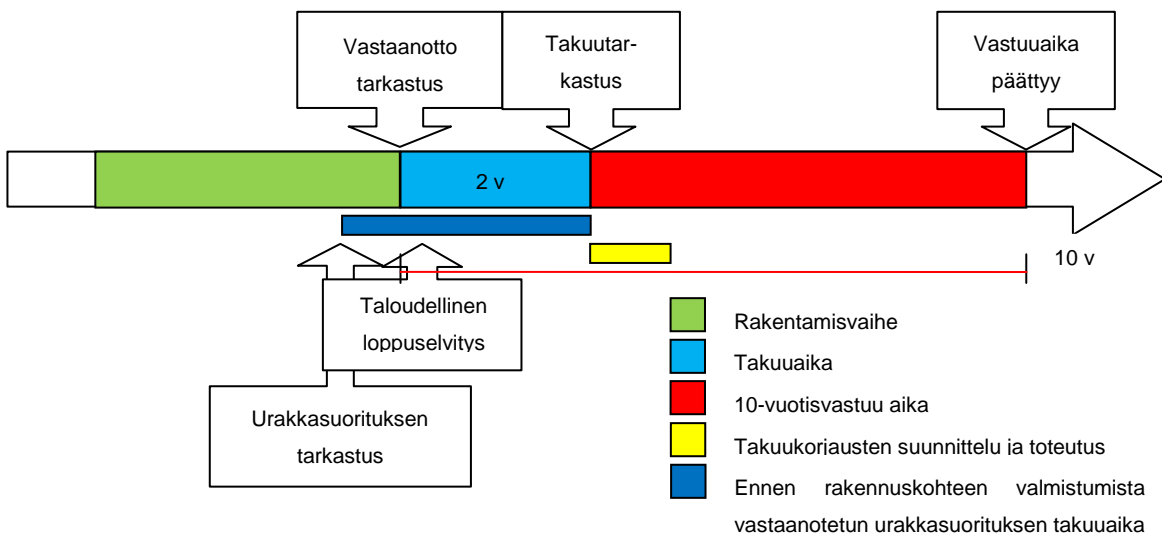 Vastaanotto
tarkastus
Takuutar-
kastus
Vastuuaika
päättyy
2 v
10 v
Taloudellinen
loppuselvitys
Urakkasuorituksen
tarkastus
Rakentamisvaihe
Takuuaika
10-vuotisvastuu aika
Takuukorjausten suunnittelu ja toteutus
Ennen rakennuskohteen valmistumista
vastaanotetun urakkasuorituksen takuuaika